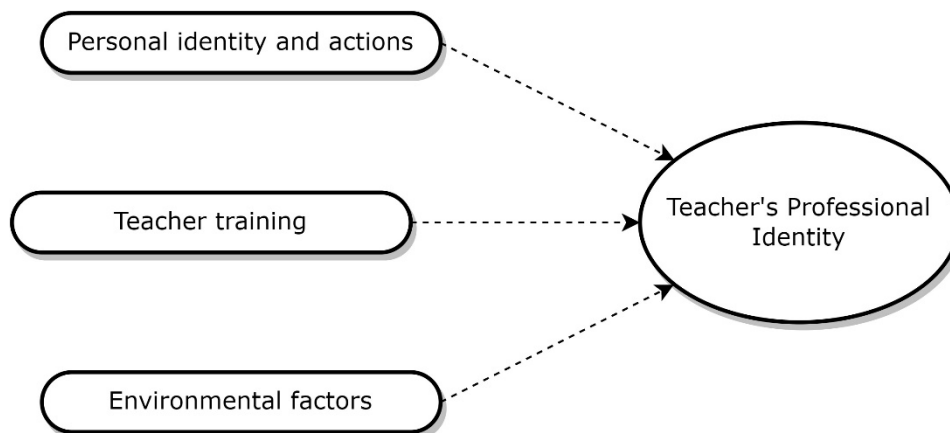 Personal identity and actions
Teacher training
Teacher's Professional
Identity
Environmental factors